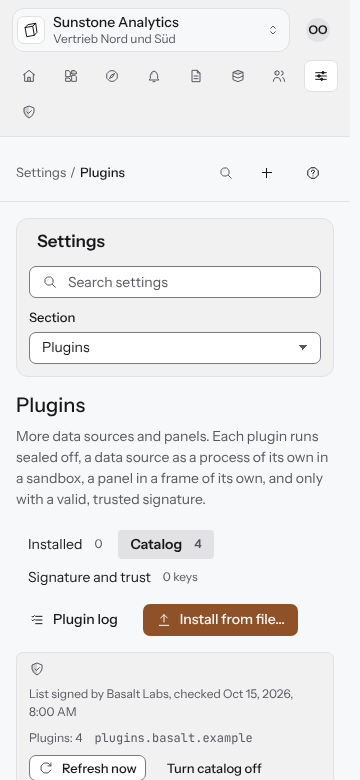 Sunstone Analytics
Vertrieb Nord und Süd
OO
Settings / Plugins
Settings
Search settings
Section
Plugins
Plugins
More data sources and panels. Each plugin runs
sealed off, a data source as a process of its own in
a sandbox, a panel in a frame of its own, and only
with a valid, trusted signature.
Installed 0 Catalog 4
Signature and trust 0 keys
Plugin log Install from file…
List signed by Basalt Labs, checked Oct 15, 2026,
8:00 AM
Plugins: 4 plugins.basalt.example
Refresh now Turn catalog off